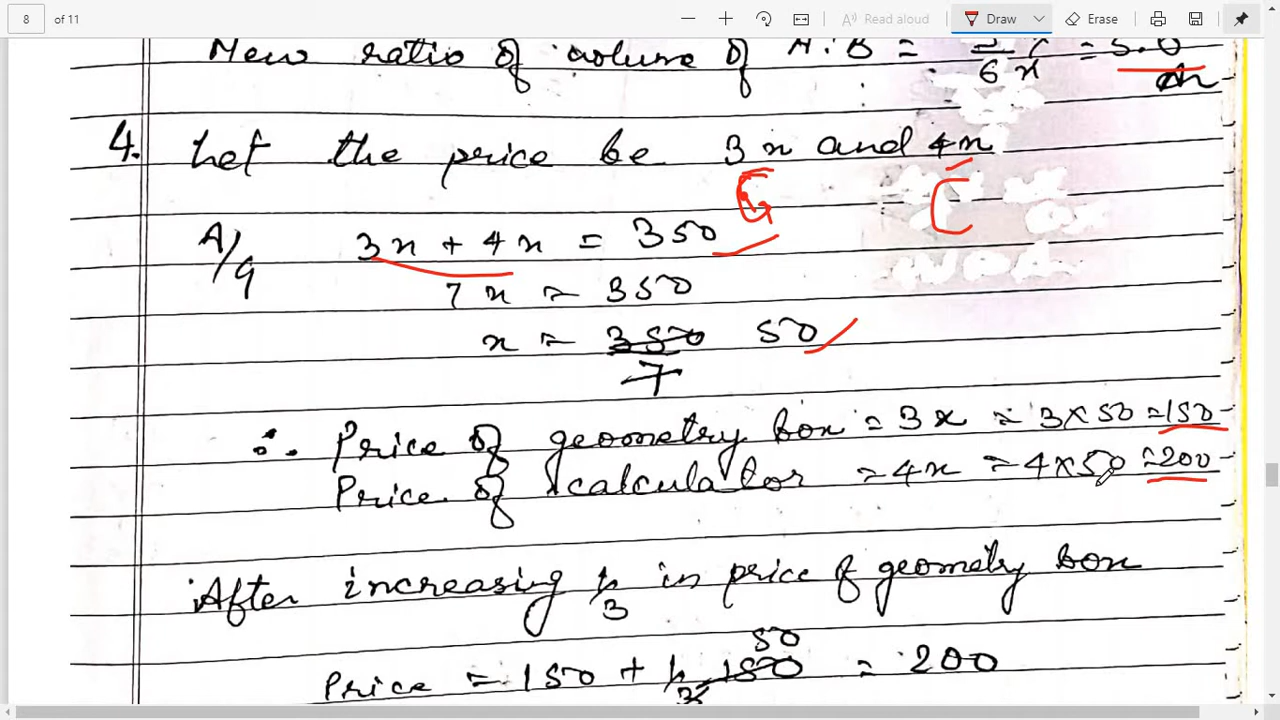 8 of 11 Read aloud Draw Erase
New ratio of volume of A : B =
4. Let the price be 3x and 4x
A/q 3x + 4x = 350
7x = 350
x = 350/7 50
∴ Price of geometry box = 3x = 3×50 = 150
Price of calculator = 4x = 4×50 = 200
After increasing 1/3 in price of geometry box
50
Price = 150 + 1/3 150 = 200